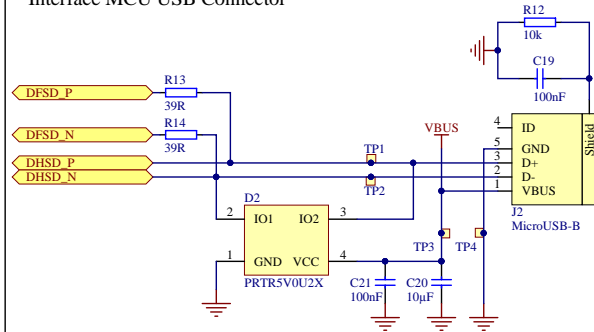 Interface MCU USB Connector
R12
10k
C19
100nF
R13
DFSD_P
39R
R14
DFSD_N
39R
DHSD_P
DHSD_N
TP1
TP2
VBUS
4 ID
5 GND
3 D+
2 D-
1 VBUS
Shield
J2
MicroUSB-B
D2
2 IO1 IO2 3
1 GND VCC 4
PRTR5V0U2X
TP3 TP4
C21
100nF
C20
10µF